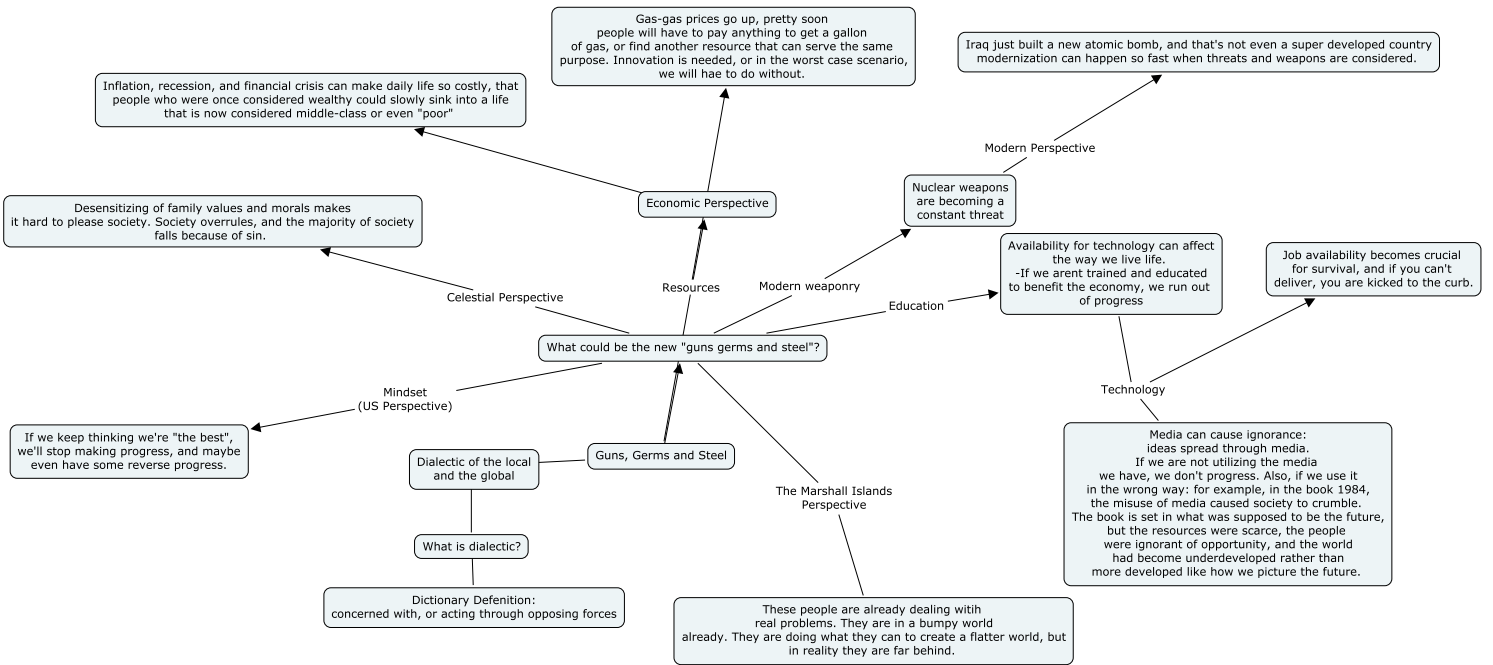 Gas-gas prices go up, pretty soon
people will have to pay anything to get a gallon
of gas, or find another resource that can serve the same
purpose. Innovation is needed, or in the worst case scenario,
we will hae to do without.
Iraq just built a new atomic bomb, and that's not even a super developed country
modernization can happen so fast when threats and weapons are considered.
Inflation, recession, and financial crisis can make daily life so costly, that
people who were once considered wealthy could slowly sink into a life
that is now considered middle-class or even "poor"
Modern Perspective
Nuclear weapons
are becoming a
constant threat
Economic Perspective
Desensitizing of family values and morals makes
it hard to please society. Society overrules, and the majority of society
falls because of sin.
Availability for technology can affect
the way we live life.
-If we arent trained and educated
to benefit the economy, we run out
of progress
Job availability becomes crucial
for survival, and if you can't
deliver, you are kicked to the curb.
Celestial Perspective
Resources
Modern weaponry
Education
What could be the new "guns germs and steel"?
Mindset
(US Perspective)
Technology
If we keep thinking we're "the best",
we'll stop making progress, and maybe
even have some reverse progress.
Dialectic of the local
and the global
Guns, Germs and Steel
The Marshall Islands
Perspective
Media can cause ignorance:
ideas spread through media.
If we are not utilizing the media
we have, we don't progress. Also, if we use it
in the wrong way: for example, in the book 1984,
the misuse of media caused society to crumble.
The book is set in what was supposed to be the future,
but the resources were scarce, the people
were ignorant of opportunity, and the world
had become underdeveloped rather than
more developed like how we picture the future.
What is dialectic?
Dictionary Defenition:
concerned with, or acting through opposing forces
These people are already dealing witih
real problems. They are in a bumpy world
already. They are doing what they can to create a flatter world, but
in reality they are far behind.